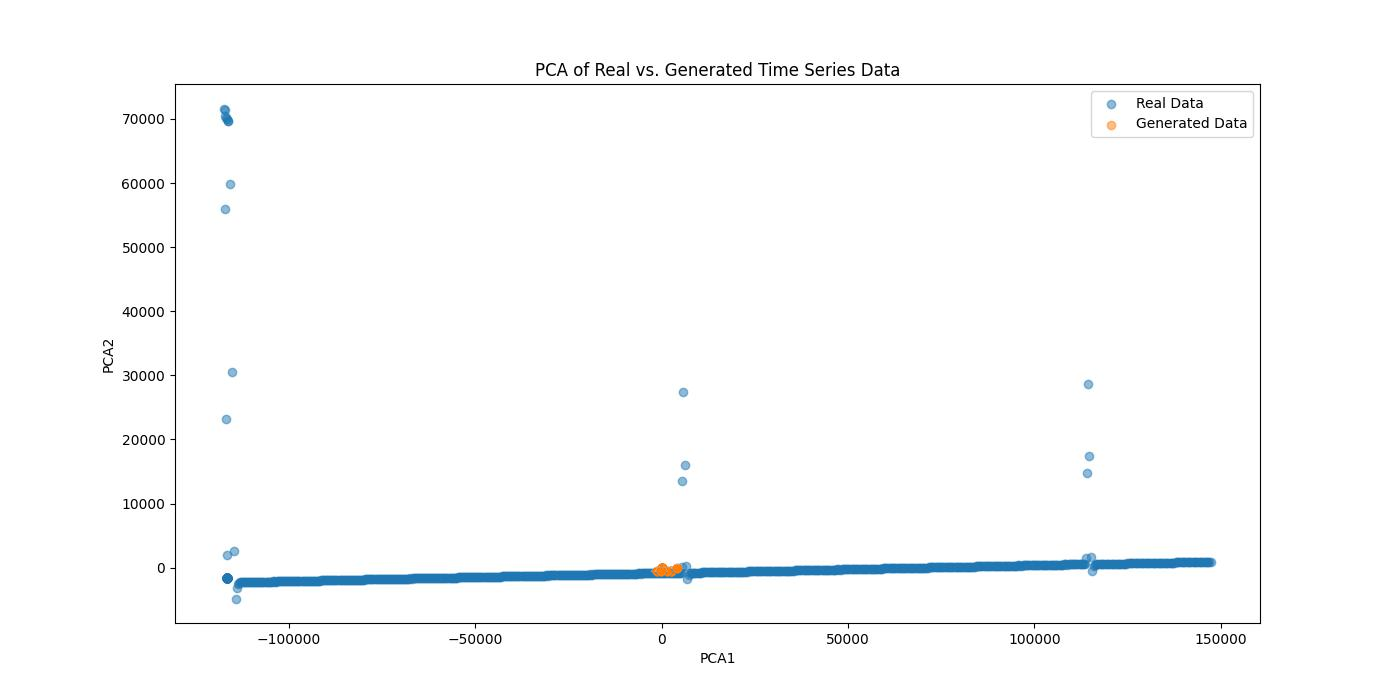 PCA of Real vs. Generated Time Series Data
Real Data
Generated Data
70000
60000
50000
40000
30000
20000
10000
0
PCA2
−100000
−50000
0
50000
100000
150000
PCA1